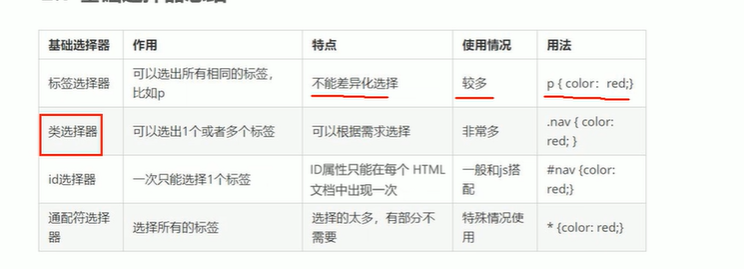 基础选择器 作用 特点 使用情况 用法
标签选择器 可以选出所有相同的标签， 不能差异化选择 较多 p { color：red;}
比如p
类选择器 可以选出1个或者多个标签 可以根据需求选择 非常多 .nav { color:
red; }
id选择器 一次只能选择1个标签 ID属性只能在每个 HTML 一般和js搭 #nav {color:
文档中出现一次 配 red;}
通配符选择 选择所有的标签 选择的太多，有部分不 特殊情况使 * {color: red;}
器 需要 用